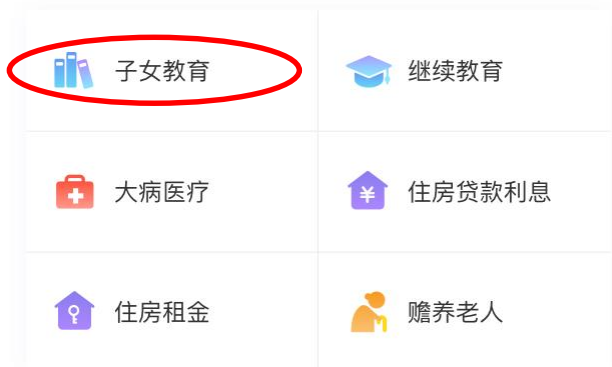 子女教育
继续教育
大病医疗
住房贷款利息
住房租金
赡养老人